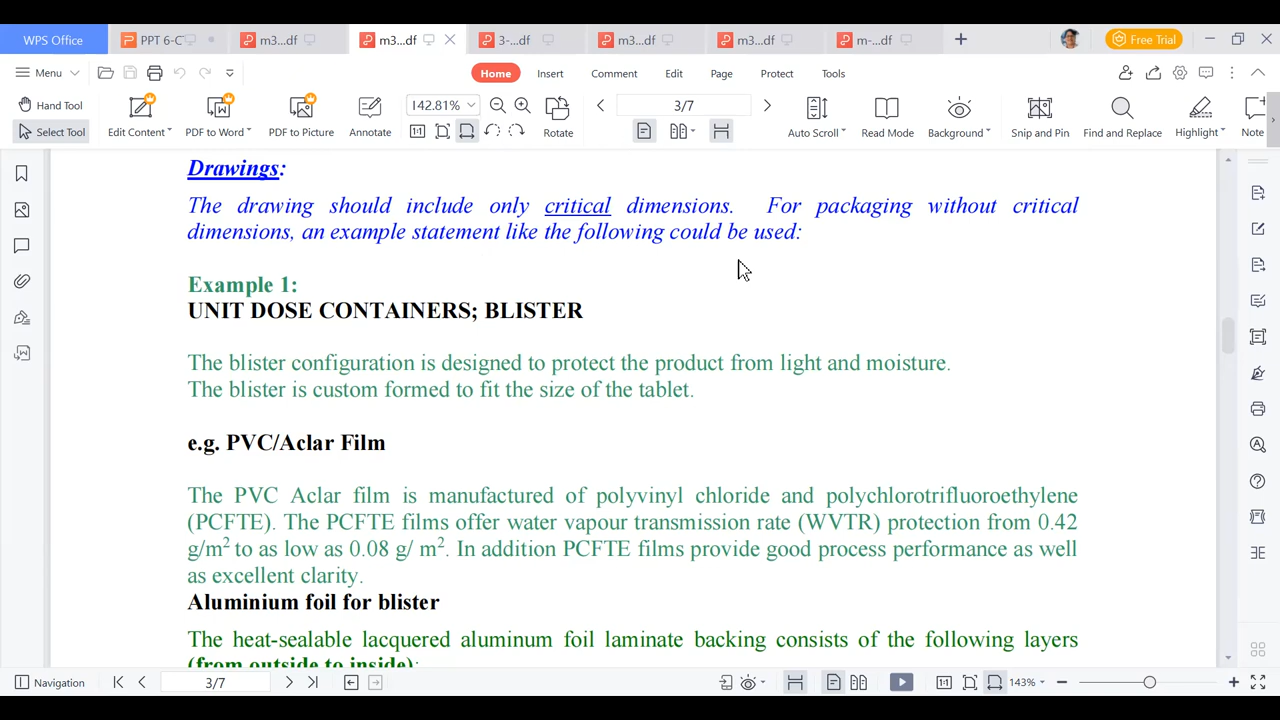 WPS Office
PPT 6-C
m3...df
m3...df
3-...df
m3...df
m3...df
m-...df
Free Trial
Menu
Home
Insert
Comment
Edit
Page
Protect
Tools
Hand Tool
Select Tool
Edit Content
PDF to Word
PDF to Picture
Annotate
142.81%
1:1
Rotate
3/7
Auto Scroll
Read Mode
Background
Snip and Pin
Find and Replace
Highlight
Note
Drawings:
The drawing should include only critical dimensions. For packaging without critical
dimensions, an example statement like the following could be used:
Example 1:
UNIT DOSE CONTAINERS; BLISTER
The blister configuration is designed to protect the product from light and moisture.
The blister is custom formed to fit the size of the tablet.
e.g. PVC/Aclar Film
The PVC Aclar film is manufactured of polyvinyl chloride and polychlorotrifluoroethylene
(PCFTE). The PCFTE films offer water vapour transmission rate (WVTR) protection from 0.42
g/m² to as low as 0.08 g/ m². In addition PCFTE films provide good process performance as well
as excellent clarity.
Aluminium foil for blister
The heat-sealable lacquered aluminum foil laminate backing consists of the following layers
(from outside to inside):
Navigation
3/7
1:1
143%